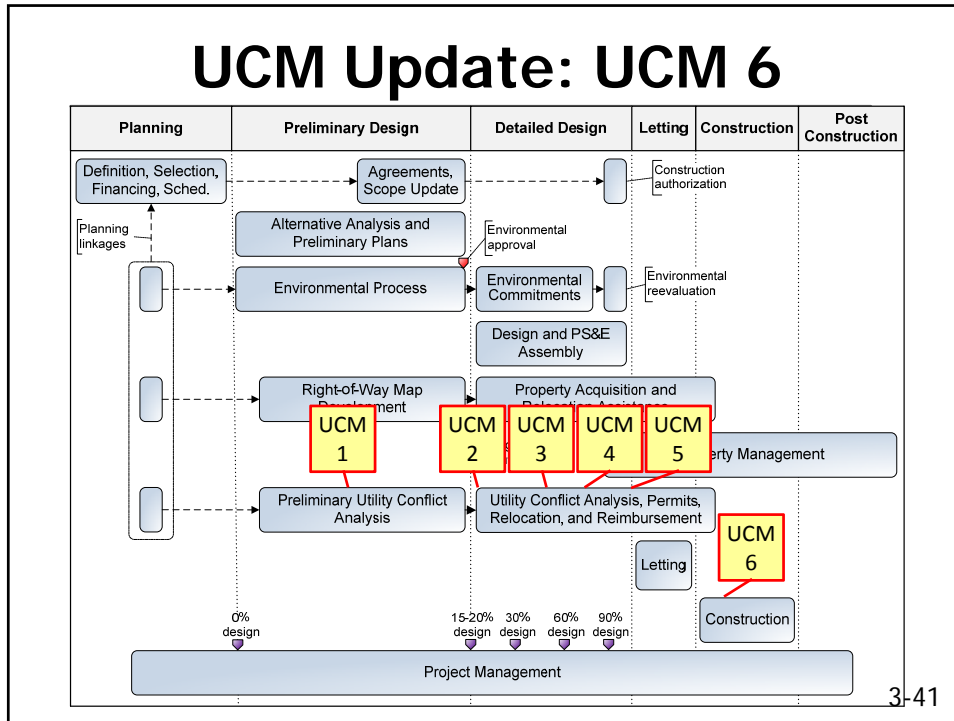 UCM Update: UCM 6
Planning
Preliminary Design
Detailed Design
Letting
Construction
Post
Construction
Definition, Selection,
Financing, Sched.
Agreements,
Scope Update
Construction
authorization
Planning
linkages
Alternative Analysis and
Preliminary Plans
Environmental
approval
Environmental Process
Environmental
Commitments
Environmental
reevaluation
Design and PS&E
Assembly
Right-of-Way Map
Property Acquisition and
UCM
1
UCM
2
UCM
3
UCM
4
UCM
5
Management
Preliminary Utility Conflict
Analysis
Utility Conflict Analysis, Permits,
Relocation, and Reimbursement
UCM
6
Letting
Construction
0%
design
15-20%
design
30%
design
60%
design
90%
design
Project Management
3-41